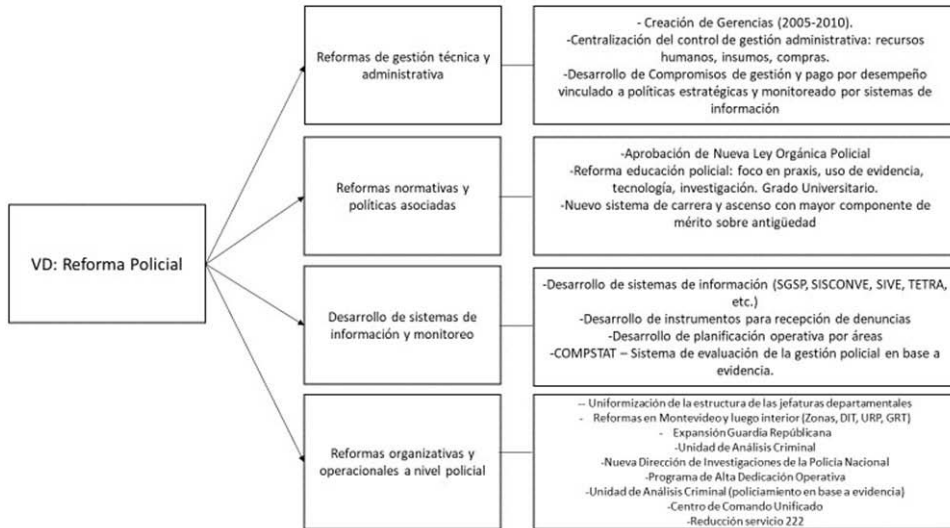 VD: Reforma Policial
Reformas de gestión técnica y
administrativa
- Creación de Gerencias (2005-2010).
-Centralización del control de gestión administrativa: recursos
humanos, insumos, compras.
-Desarrollo de Compromisos de gestión y pago por desempeño
vinculado a políticas estratégicas y monitoreado por sistemas de
información
Reformas normativas y
políticas asociadas
-Aprobación de Nueva Ley Orgánica Policial
-Reforma educación policial: foco en praxis, uso de evidencia,
tecnología, investigación. Grado Universitario.
-Nuevo sistema de carrera y ascenso con mayor componente de
mérito sobre antigüedad
Desarrollo de sistemas de
información y monitoreo
-Desarrollo de sistemas de información (SGSP, SISCONVE, SIVE, TETRA,
etc.)
-Desarrollo de instrumentos para recepción de denuncias
-Desarrollo de planificación operativa por áreas
-COMPSTAT – Sistema de evaluación de la gestión policial en base a
evidencia.
Reformas organizativas y
operacionales a nivel policial
-- Uniformización de la estructura de las jefaturas departamentales
- Reformas en Montevideo y luego interior (Zonas, DIT, URP, GRT)
- Expansión Guardia Républicana
-Unidad de Análisis Criminal
-Nueva Dirección de Investigaciones de la Policía Nacional
-Programa de Alta Dedicación Operativa
-Unidad de Análisis Criminal (policiamiento en base a evidencia)
-Centro de Comando Unificado
-Reducción servicio 222